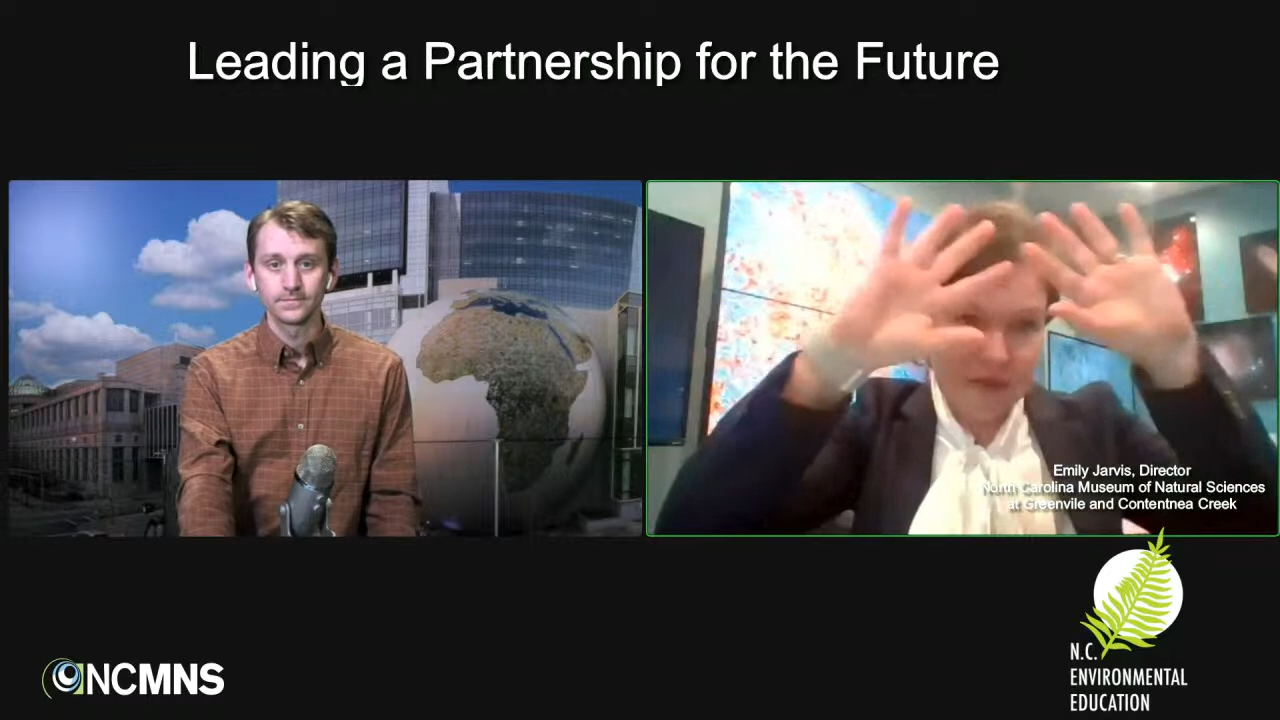 Leading a Partnership for the Future
Emily Jarvis, Director
North Carolina Museum of Natural Sciences
at Greenvile and Contentnea Creek
NCMNS
N.C.
ENVIRONMENTAL
EDUCATION